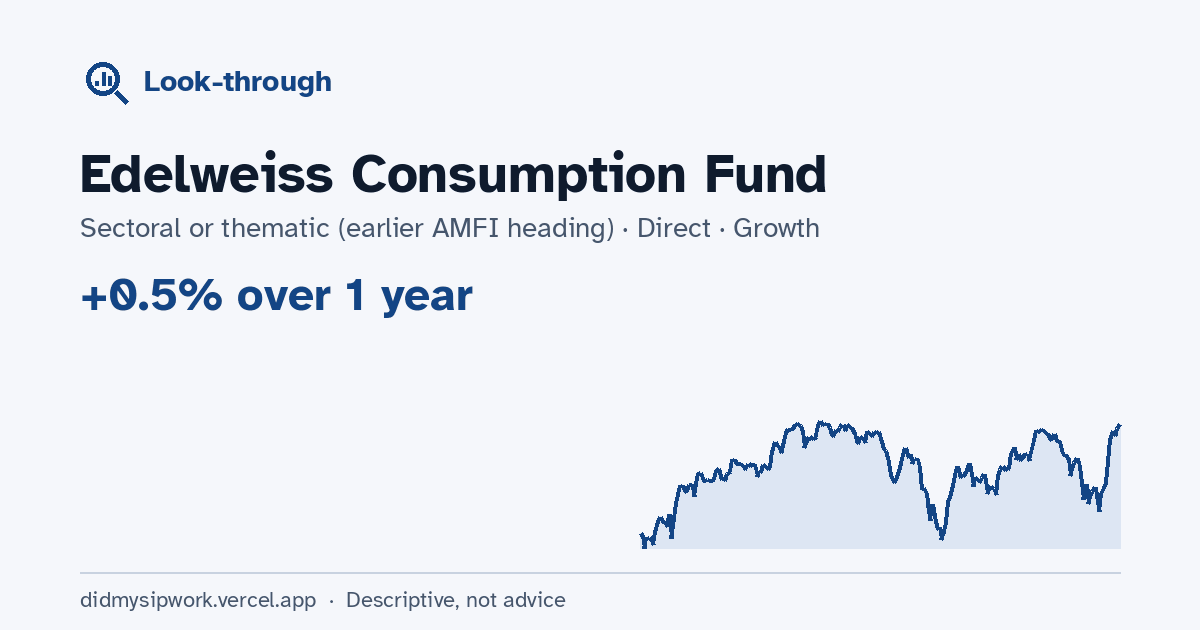 Look-through
Edelweiss Consumption Fund
Sectoral or thematic (earlier AMFI heading) · Direct · Growth
+0.5% over 1 year
didmysipwork.vercel.app · Descriptive, not advice